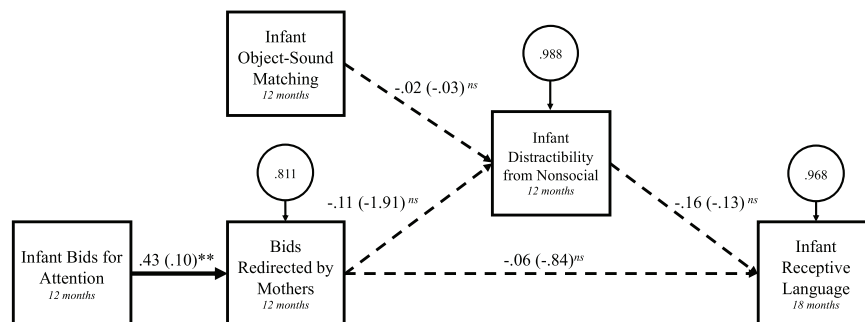 Infant
Object-Sound
Matching
12 months
.988
-.02 (-.03) ns
Infant
Distractibility
from Nonsocial
12 months
.811
.968
-.11 (-1.91) ns
-.16 (-.13) ns
Infant Bids for
Attention
12 months
.43 (.10)**
Bids
Redirected by
Mothers
12 months
-.06 (-.84)ns
Infant
Receptive
Language
18 months